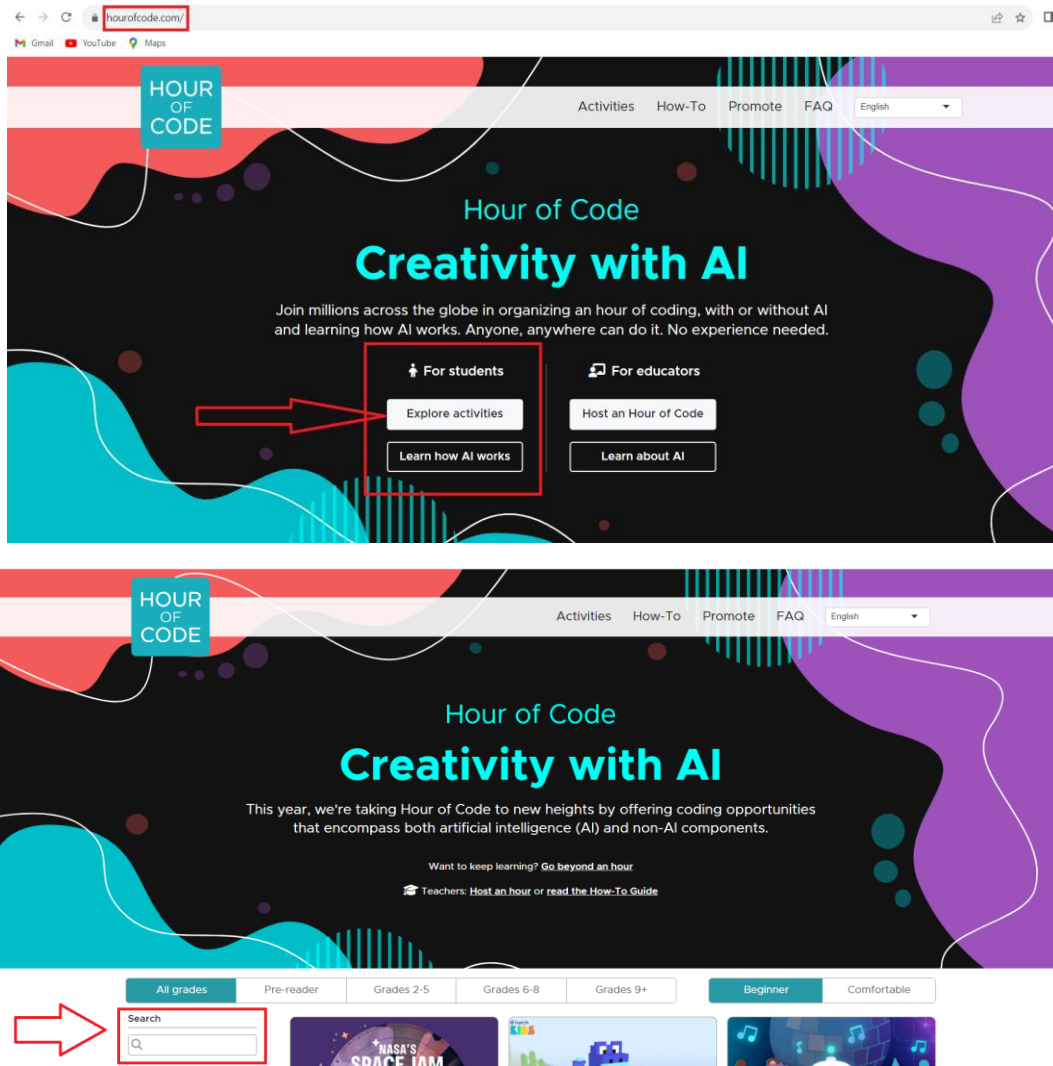 hourofcode.com/
Gmail YouTube Maps
HOUR
OF
CODE
Activities How-To Promote FAQ English
Hour of Code
Creativity with AI
Join millions across the globe in organizing an hour of coding, with or without AI
and learning how AI works. Anyone, anywhere can do it. No experience needed.
For students For educators
Explore activities Host an Hour of Code
Learn how AI works Learn about AI
HOUR
OF
CODE
Activities How-To Promote FAQ English
Hour of Code
Creativity with AI
This year, we're taking Hour of Code to new heights by offering coding opportunities
that encompass both artificial intelligence (AI) and non-AI components.
Want to keep learning? Go beyond an hour
Teachers: Host an hour or read the How-To Guide
All grades Pre-reader Grades 2-5 Grades 6-8 Grades 9+ Beginner Comfortable
Search
NASA'S
SPACE JAM
hatch
KIDS